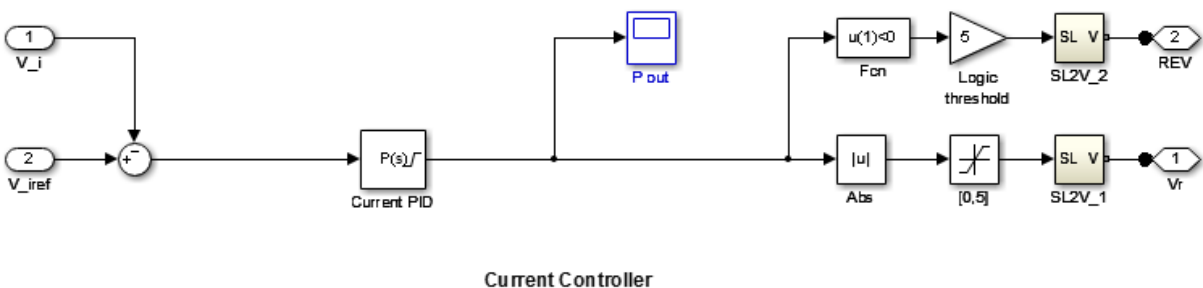 1
V_i
2
V_iref
+
−
P(s)
Current PID
P out
u(1)<0
Fcn
5
Logic
threshold
SL V
SL2V_2
2
REV
|u|
Abs
[0,5]
SL V
SL2V_1
1
Vr
Current Controller